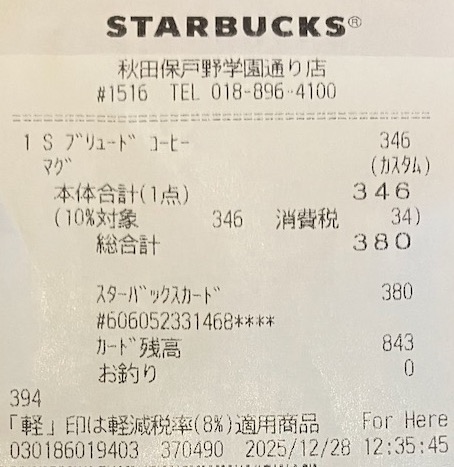 STARBUCKS®
秋田保戸野学園通り店
#1516 TEL 018-896-4100
1 S ﾌﾞﾘｭｰﾄﾞ ｺｰﾋｰ 346
ﾏｸﾞ (ｶｽﾀﾑ)
本体合計(1点) 346
(10%対象 346 消費税 34)
総合計 380
ｽﾀｰﾊﾞｯｸｽｶｰﾄﾞ 380
#606052331468****
ｶｰﾄﾞ残高 843
お釣り 0
394
「軽」印は軽減税率(8%)適用商品 For Here
030186019403 370490 2025/12/28 12:35:45